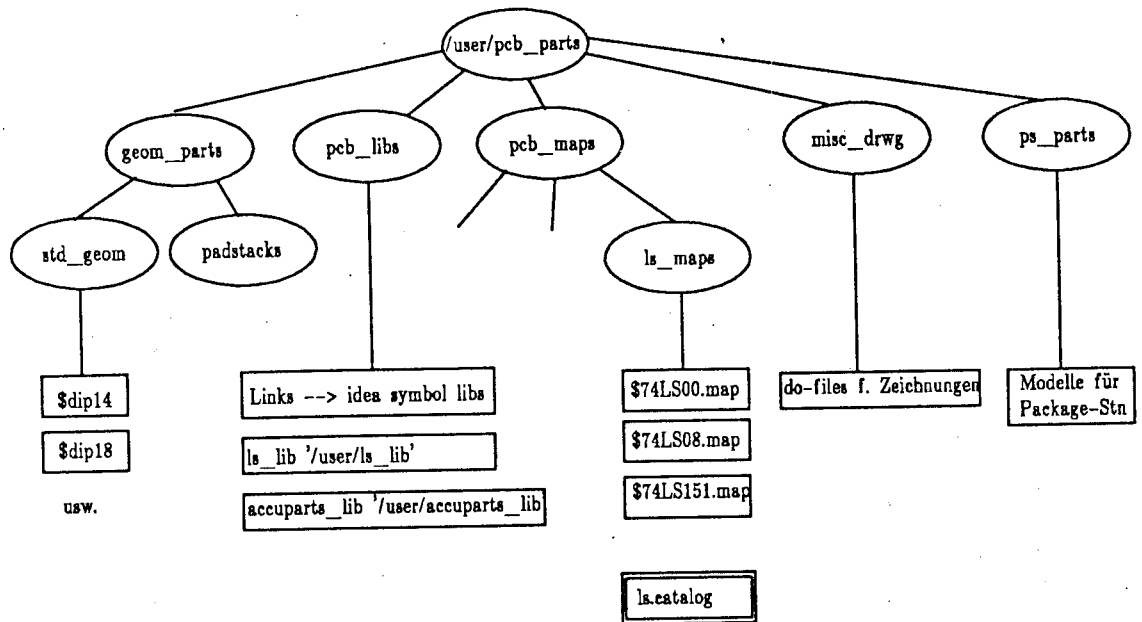 /user/pcb_parts
geom_parts
pcb_libs
pcb_maps
misc_drwg
ps_parts
std_geom
padstacks
ls_maps
$dip14
$dip18
usw.
Links --> idea symbol libs
ls_lib '/user/ls_lib'
accuparts_lib '/user/accuparts_lib
$74LS00.map
$74LS08.map
$74LS151.map
ls.catalog
do-files f. Zeichnungen
Modelle für
Package-Stn